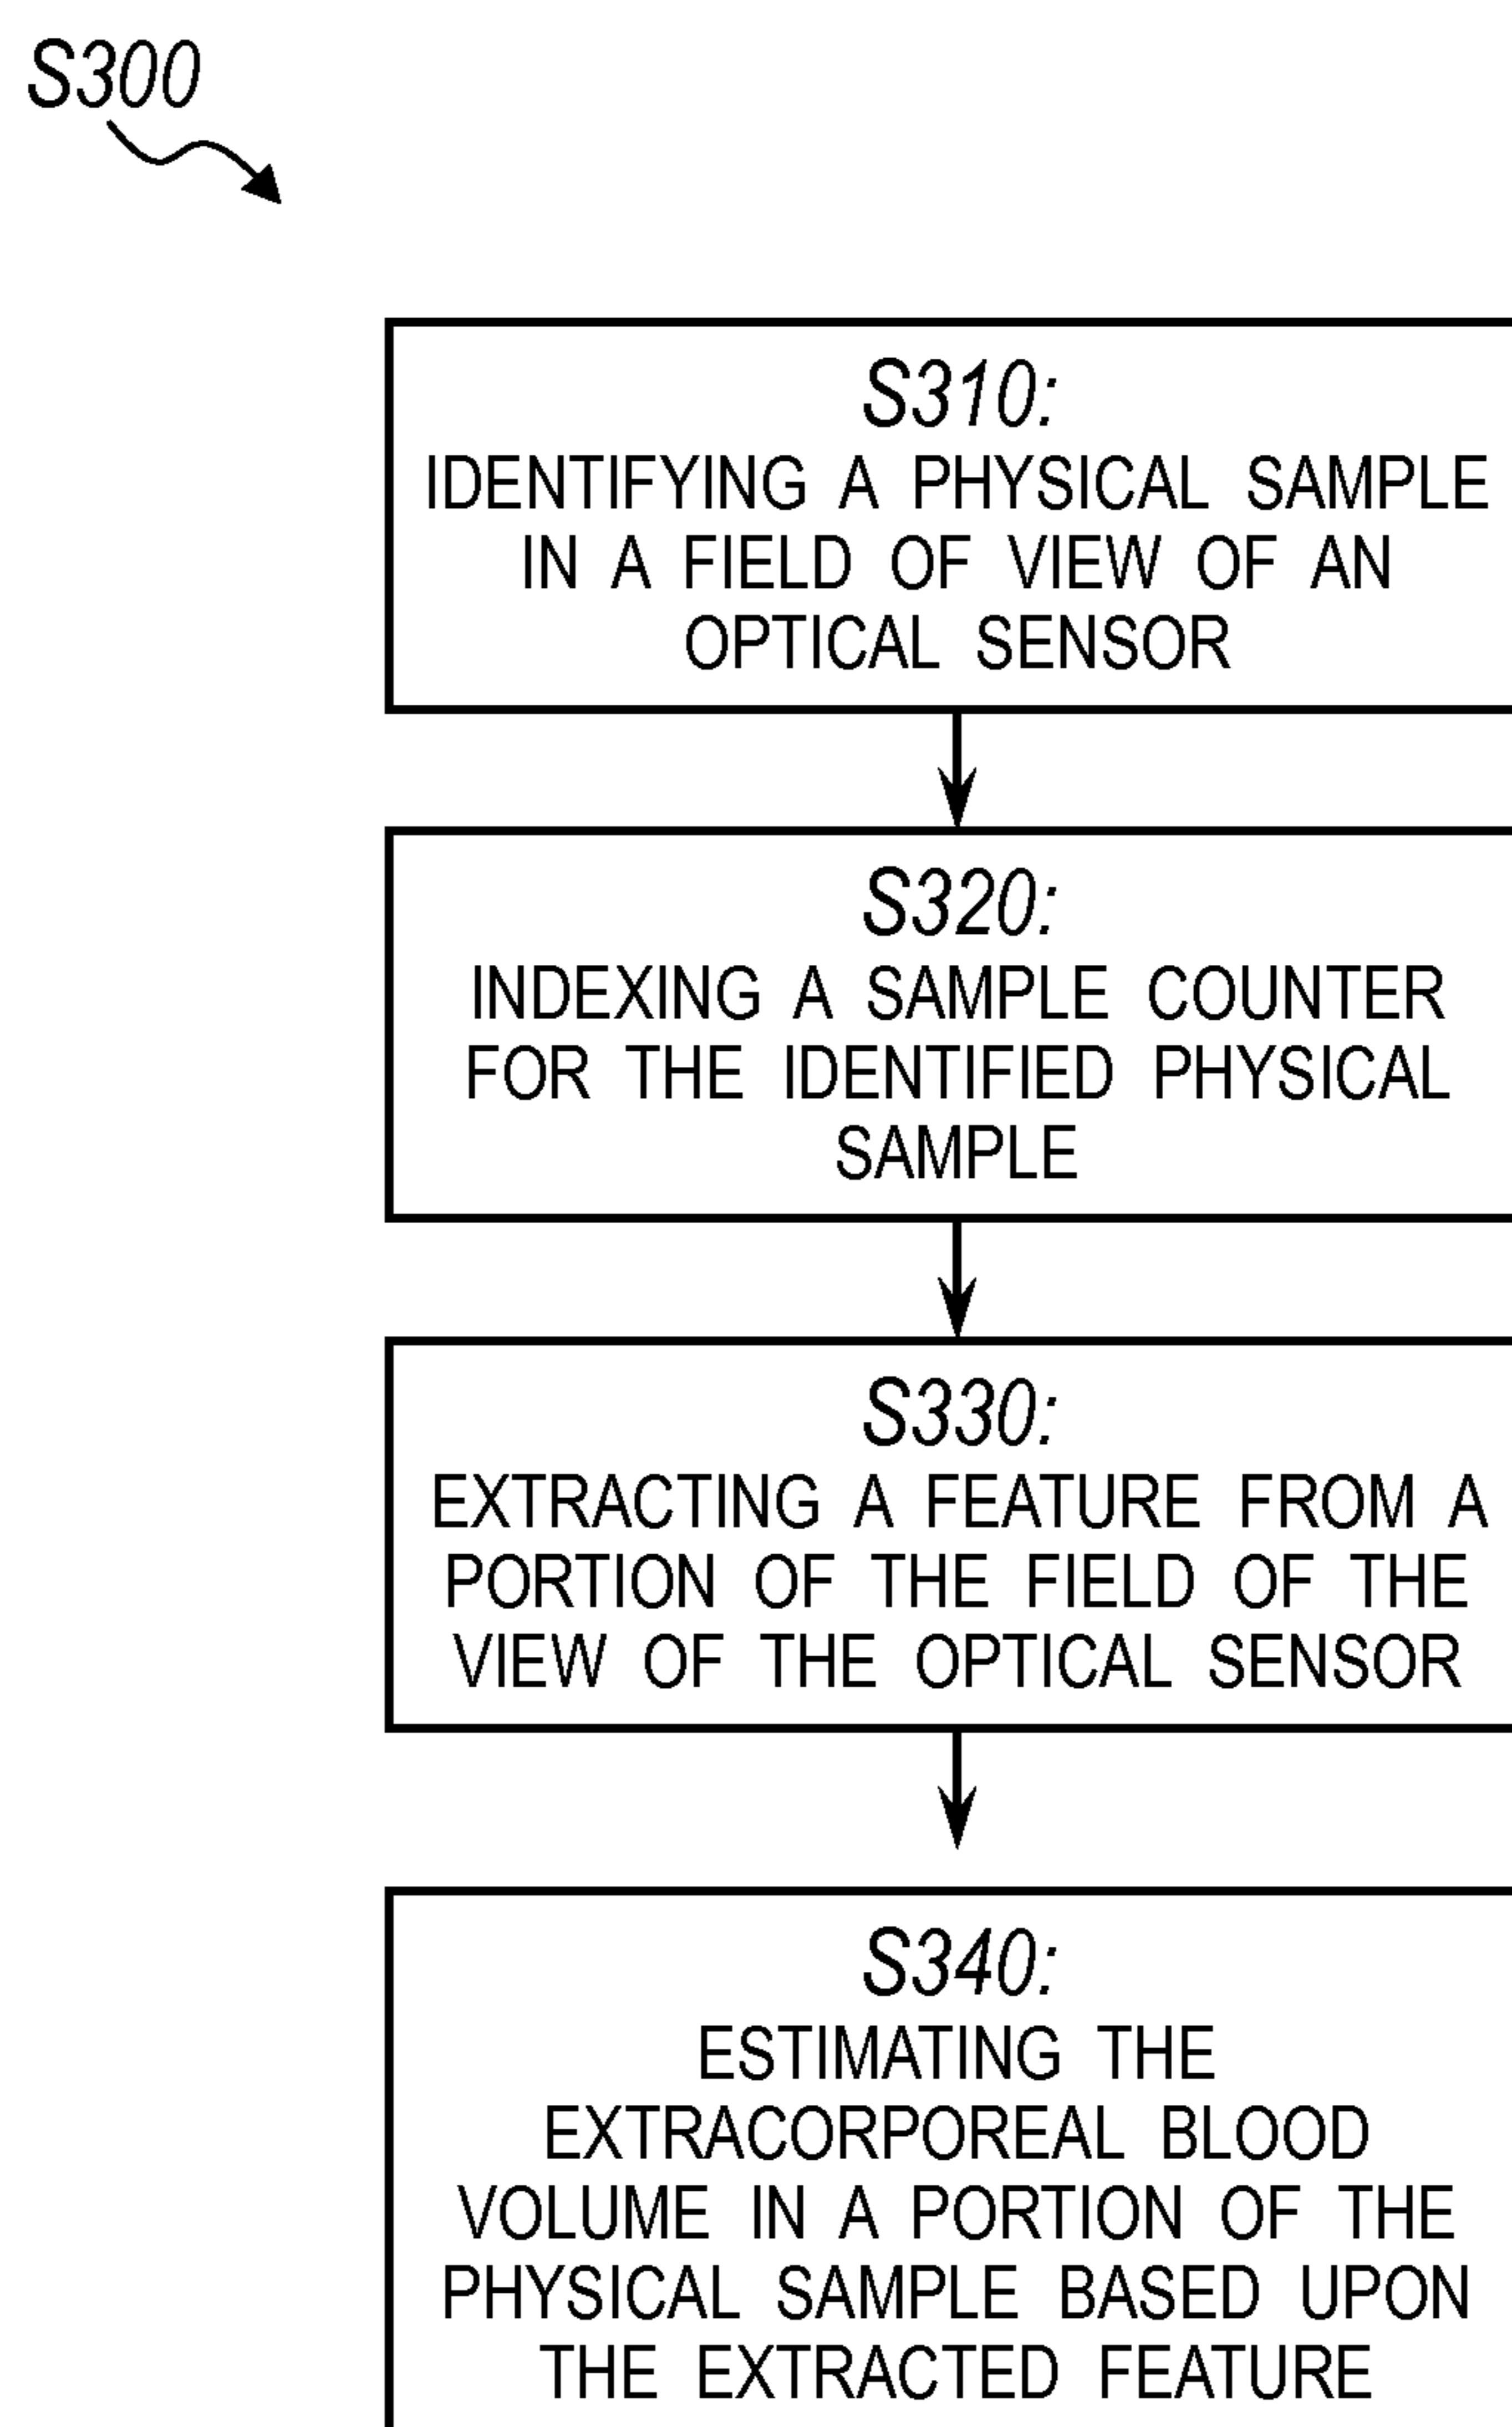 S300
S310:
IDENTIFYING A PHYSICAL SAMPLE
IN A FIELD OF VIEW OF AN
OPTICAL SENSOR
S320:
INDEXING A SAMPLE COUNTER
FOR THE IDENTIFIED PHYSICAL
SAMPLE
S330:
EXTRACTING A FEATURE FROM A
PORTION OF THE FIELD OF THE
VIEW OF THE OPTICAL SENSOR
S340:
ESTIMATING THE
EXTRACORPOREAL BLOOD
VOLUME IN A PORTION OF THE
PHYSICAL SAMPLE BASED UPON
THE EXTRACTED FEATURE